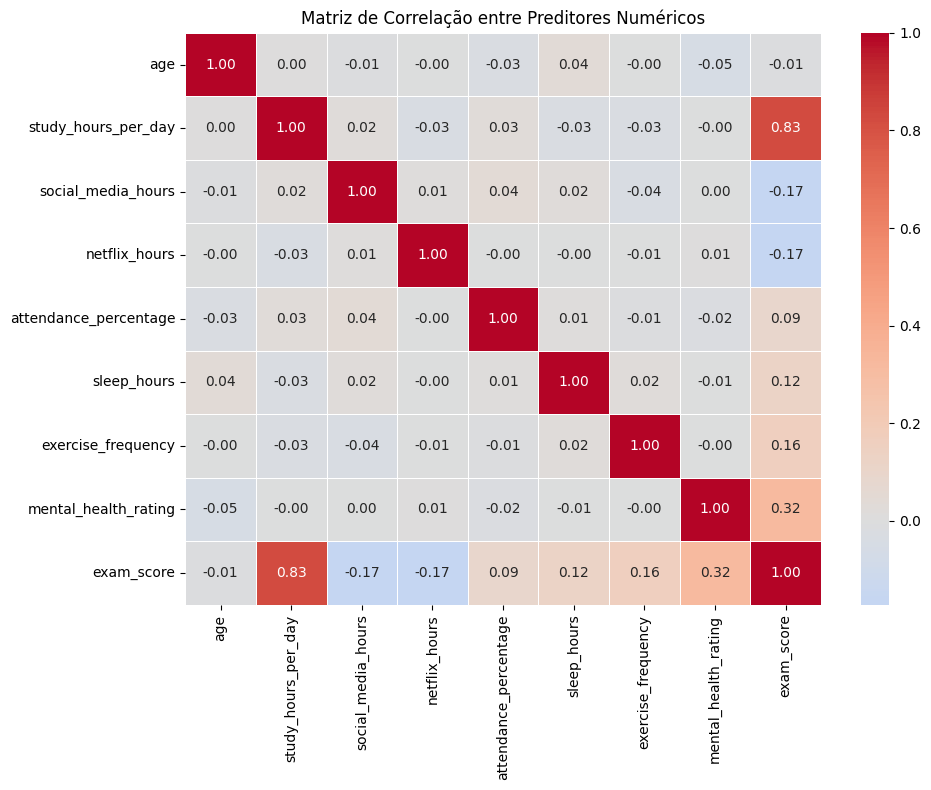 Matriz de Correlação entre Preditores Numéricos
age 1.00 0.00 -0.01 -0.00 -0.03 0.04 -0.00 -0.05 -0.01
study_hours_per_day 0.00 1.00 0.02 -0.03 0.03 -0.03 -0.03 -0.00 0.83
social_media_hours -0.01 0.02 1.00 0.01 0.04 0.02 -0.04 0.00 -0.17
netflix_hours -0.00 -0.03 0.01 1.00 -0.00 -0.00 -0.01 0.01 -0.17
attendance_percentage -0.03 0.03 0.04 -0.00 1.00 0.01 -0.01 -0.02 0.09
sleep_hours 0.04 -0.03 0.02 -0.00 0.01 1.00 0.02 -0.01 0.12
exercise_frequency -0.00 -0.03 -0.04 -0.01 -0.01 0.02 1.00 -0.00 0.16
mental_health_rating -0.05 -0.00 0.00 0.01 -0.02 -0.01 -0.00 1.00 0.32
exam_score -0.01 0.83 -0.17 -0.17 0.09 0.12 0.16 0.32 1.00
age
study_hours_per_day
social_media_hours
netflix_hours
attendance_percentage
sleep_hours
exercise_frequency
mental_health_rating
exam_score
1.0
0.8
0.6
0.4
0.2
0.0